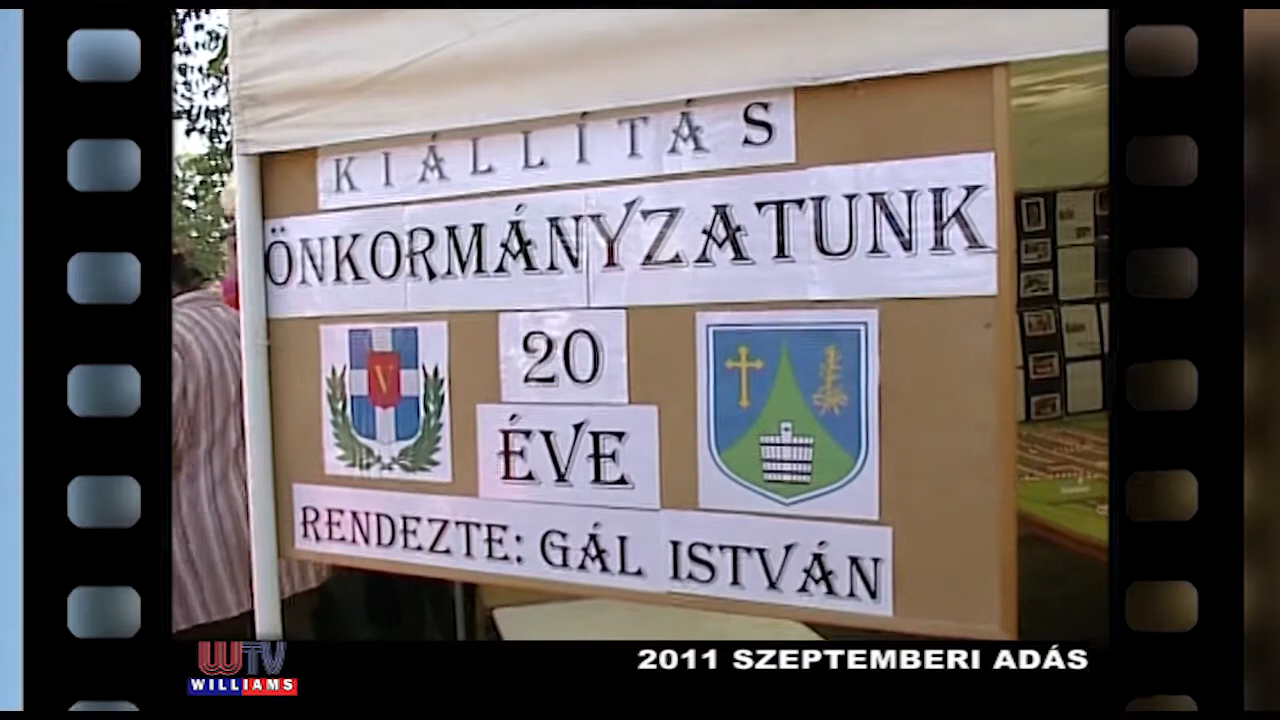 KIÁLLÍTÁS
ÖNKORMÁNYZATUNK
20
ÉVE
V
RENDEZTE: GÁL ISTVÁN
WTV
WILLIAMS
2011 SZEPTEMBERI ADÁS